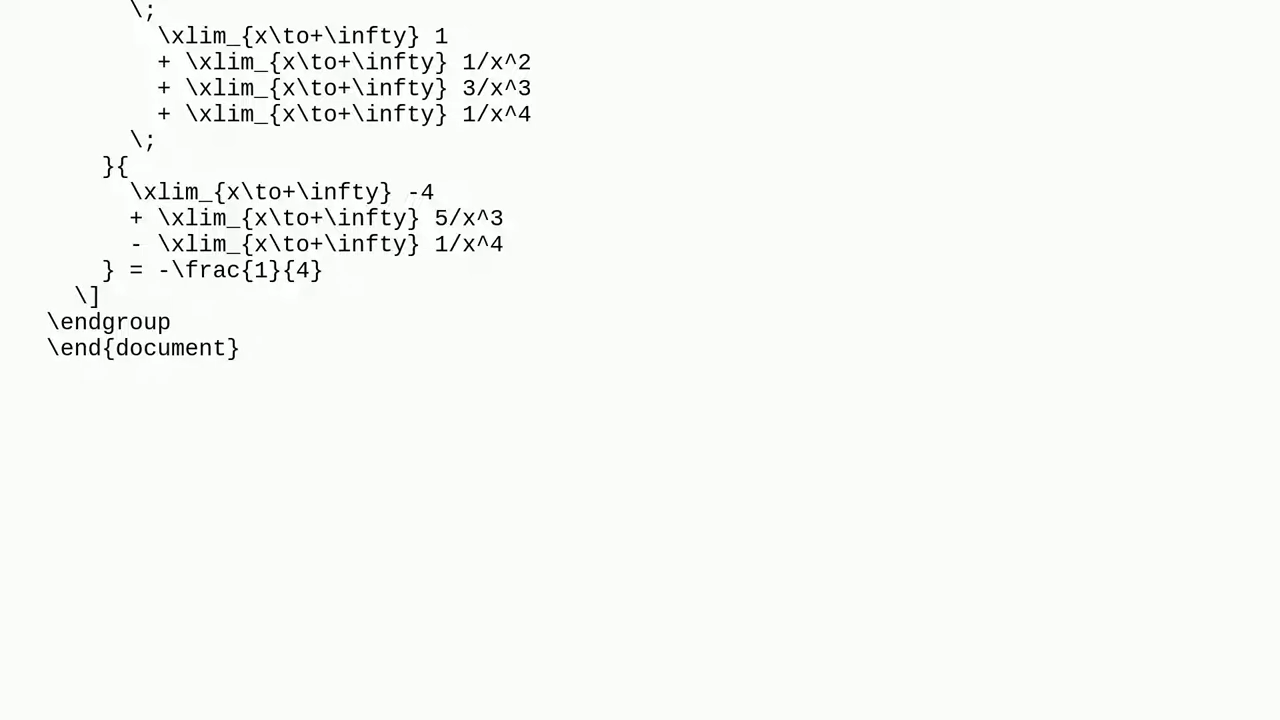 \;
\xlim_{x\to+\infty} 1
+ \xlim_{x\to+\infty} 1/x^2
+ \xlim_{x\to+\infty} 3/x^3
+ \xlim_{x\to+\infty} 1/x^4
\;
}{
\xlim_{x\to+\infty} -4
+ \xlim_{x\to+\infty} 5/x^3
- \xlim_{x\to+\infty} 1/x^4
} = -\frac{1}{4}
\]
\endgroup
\end{document}